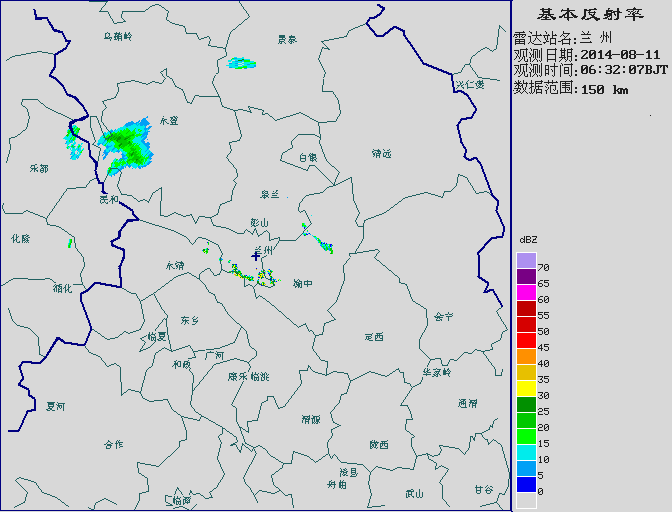 基本反射率
雷达站名:兰 州
观测日期:2014-08-11
观测时间:06:32:07BJT
数据范围:150 km
乌鞘岭
景泰
兴仁堡
永登
白银
靖远
乐都
民和
皋兰
彭山
化隆
兰州
永靖
榆中
循化
东乡
会宁
临夏
定西
广河
和政
康乐 临洮
华家岭
夏河
渭源
通渭
合作
陇西
漳县
岷县
武山
甘谷
临潭
dBZ
70
65
60
55
50
45
40
35
30
25
20
15
10
5
0